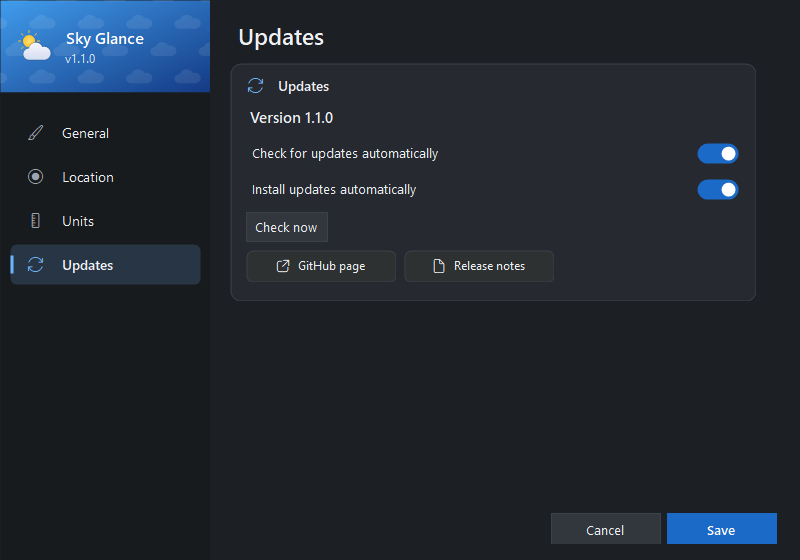 Sky Glance
v1.1.0
General
Location
Units
Updates
Updates
Updates
Version 1.1.0
Check for updates automatically
Install updates automatically
Check now
GitHub page
Release notes
Cancel
Save